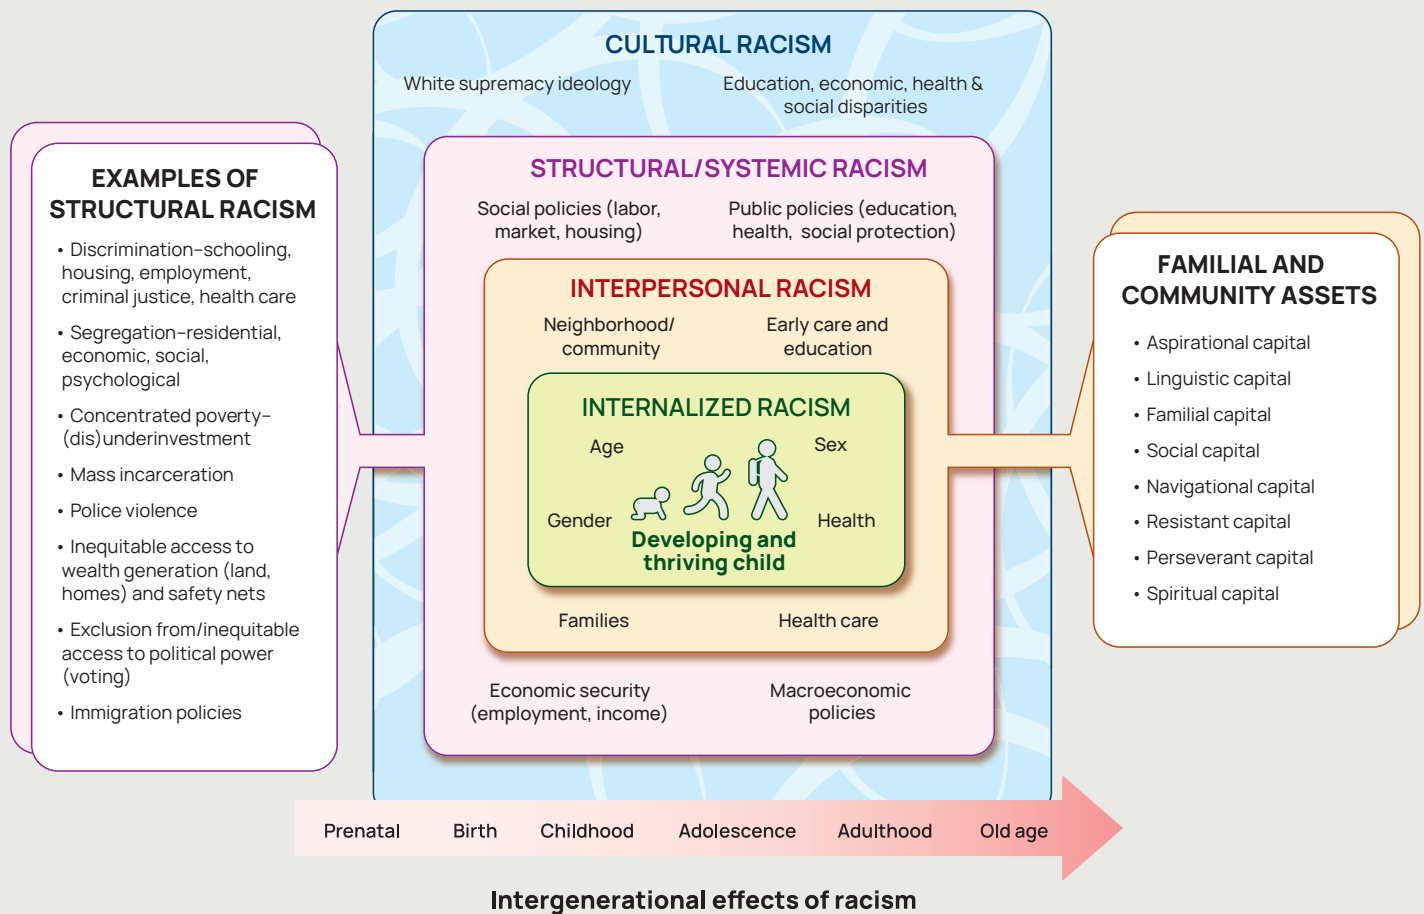 CULTURAL RACISM
White supremacy ideology
Education, economic, health &
social disparities
EXAMPLES OF
STRUCTURAL RACISM
• Discrimination–schooling,
housing, employment,
criminal justice, health care
• Segregation–residential,
economic, social,
psychological
• Concentrated poverty–
(dis)underinvestment
• Mass incarceration
• Police violence
• Inequitable access to
wealth generation (land,
homes) and safety nets
• Exclusion from/inequitable
access to political power
(voting)
• Immigration policies
STRUCTURAL/SYSTEMIC RACISM
Social policies (labor,
market, housing)
Public policies (education,
health, social protection)
INTERPERSONAL RACISM
Neighborhood/
community
Early care and
education
INTERNALIZED RACISM
Age
Sex
Gender
Health
Developing and
thriving child
Families
Health care
Economic security
(employment, income)
Macroeconomic
policies
FAMILIAL AND
COMMUNITY ASSETS
• Aspirational capital
• Linguistic capital
• Familial capital
• Social capital
• Navigational capital
• Resistant capital
• Perseverant capital
• Spiritual capital
Prenatal
Birth
Childhood
Adolescence
Adulthood
Old age
Intergenerational effects of racism